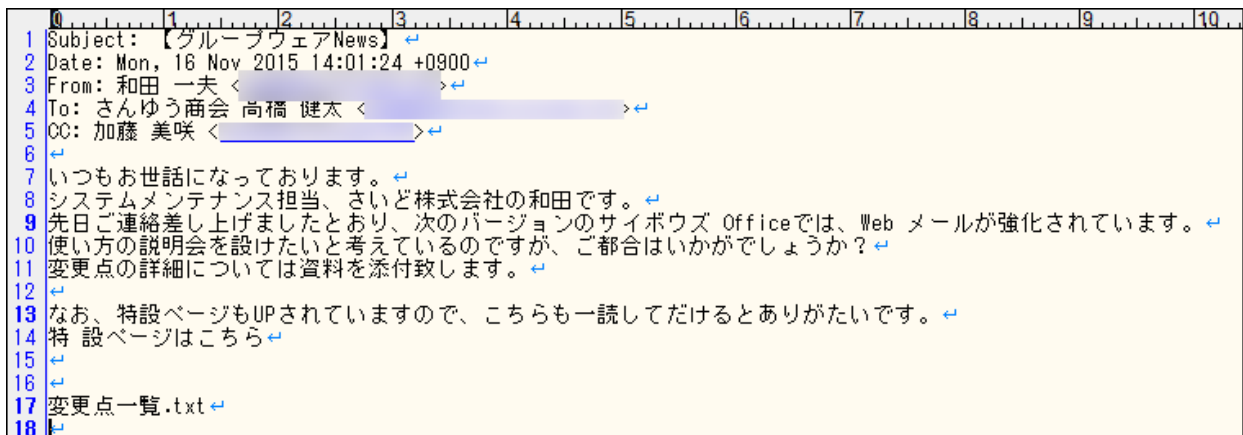 0 1 2 3 4 5 6 7 8 9 10
1 Subject: 【グループウェアNews】 ↵
2 Date: Mon, 16 Nov 2015 14:01:24 +0900↵
3 From: 和田 一夫 < >↵
4 To: さんゆう商会 高橋 健太 < >↵
5 CC: 加藤 美咲 < >↵
6 ↵
7 いつもお世話になっております。↵
8 システムメンテナンス担当、さいど株式会社の和田です。↵
9 先日ご連絡差し上げましたとおり、次のバージョンのサイボウズ Officeでは、Web メールが強化されています。↵
10 使い方の説明会を設けたいと考えているのですが、ご都合はいかがでしょうか?↵
11 変更点の詳細については資料を添付致します。↵
12 ↵
13 なお、特設ページもUPされていますので、こちらも一読してだけるとありがたいです。↵
14 特 設ページはこちら↵
15 ↵
16 ↵
17 変更点一覧.txt↵
18 ↵